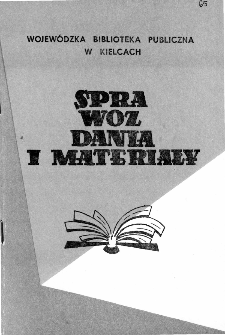 WOJEWÓDZKA BIBLIOTEKA PUBLICZNA
W KIELCACH
SPRA
WOZ
DANIA
I MATERIAŁY